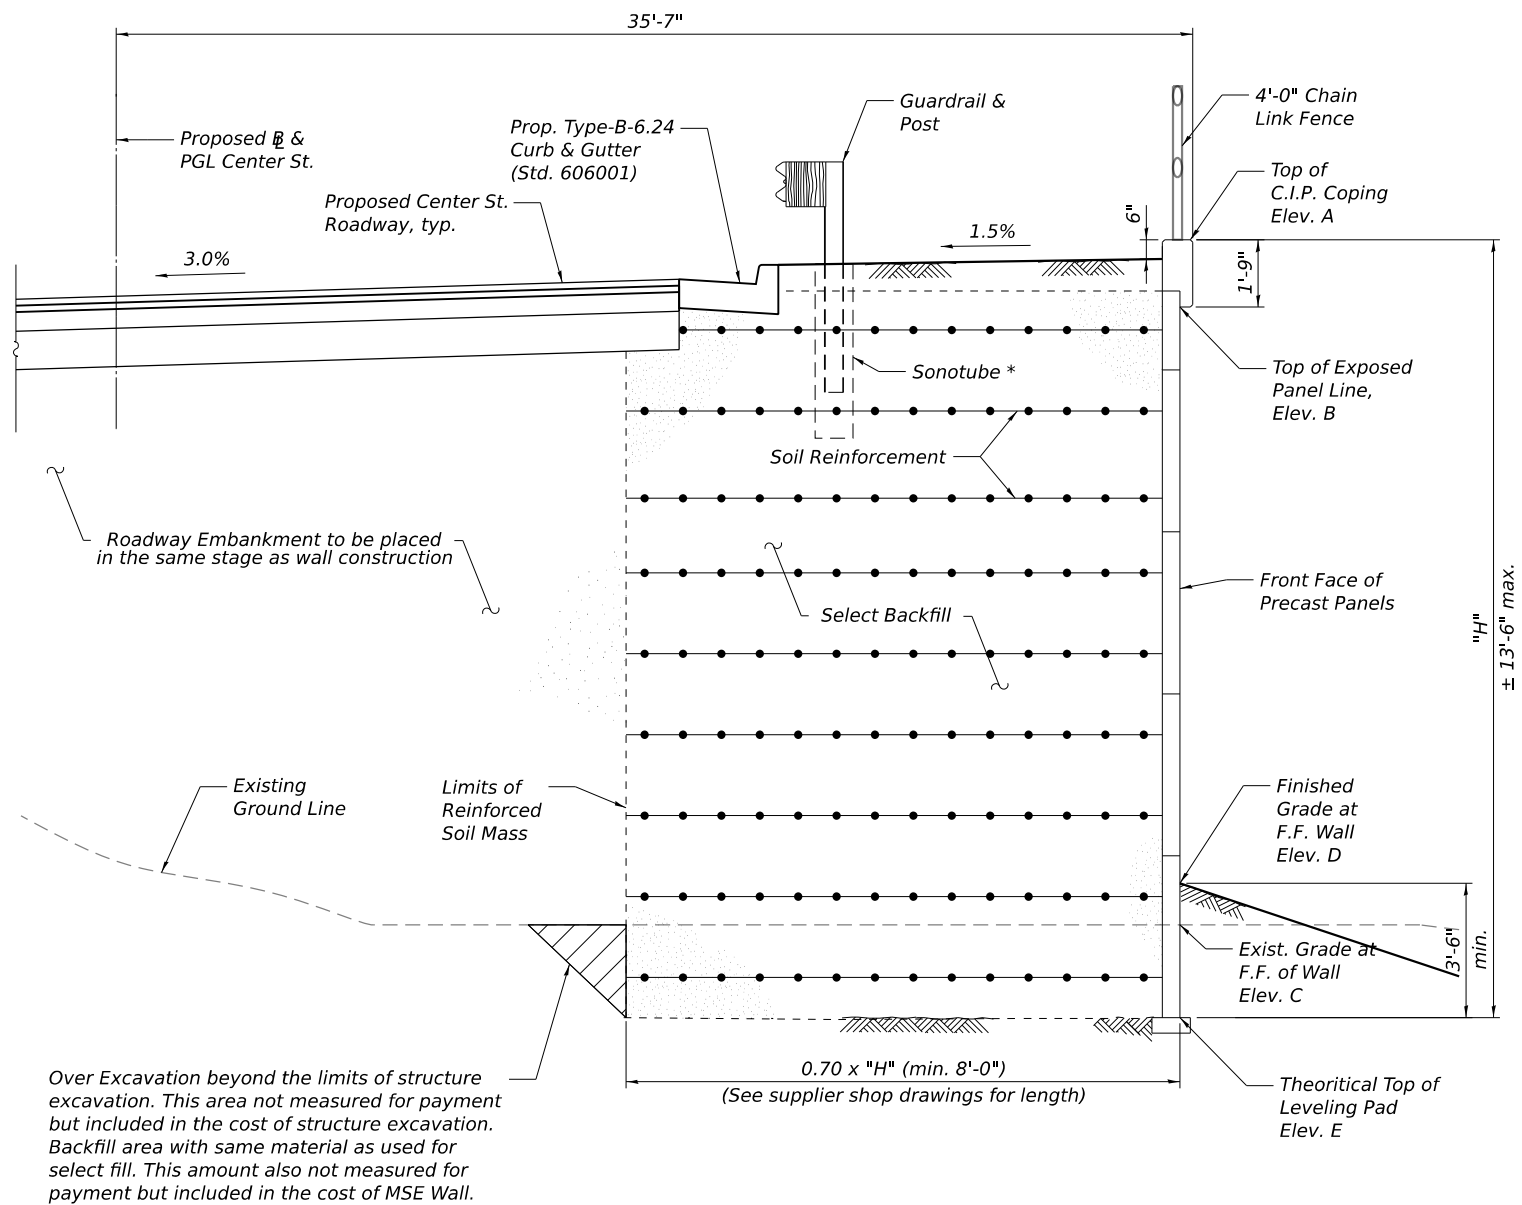 35'-7"
Guardrail &
Post
4'-0" Chain
Link Fence
Proposed B &
L
PGL Center St.
Prop. Type-B-6.24
Curb & Gutter
(Std. 606001)
Top of
C.I.P. Coping
Elev. A
Proposed Center St.
Roadway, typ.
6"
1.5%
3.0%
1'-9"
Sonotube *
Top of Exposed
Panel Line,
Elev. B
Soil Reinforcement
Roadway Embankment to be placed
in the same stage as wall construction
Front Face of
Precast Panels
Select Backfill
"H"
± 13'-6" max.
Existing
Ground Line
Limits of
Reinforced
Soil Mass
Finished
Grade at
F.F. Wall
Elev. D
Exist. Grade at
F.F. of Wall
Elev. C
3'-6"
min.
0.70 x "H" (min. 8'-0")
(See supplier shop drawings for length)
Over Excavation beyond the limits of structure
excavation. This area not measured for payment
but included in the cost of structure excavation.
Backfill area with same material as used for
select fill. This amount also not measured for
payment but included in the cost of MSE Wall.
Theoritical Top of
Leveling Pad
Elev. E